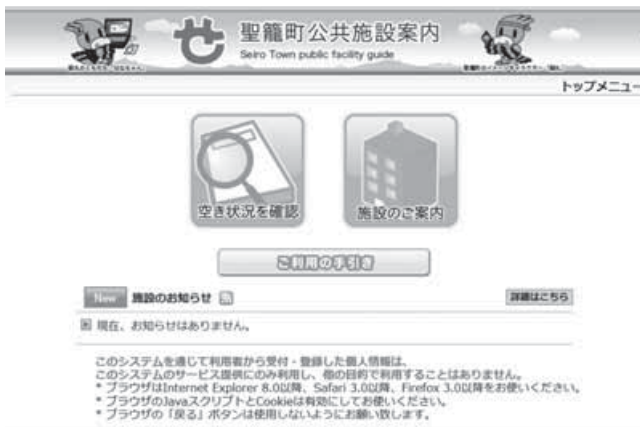 聖籠町公共施設案内
Seiro Town public facility guide
トップメニュー
空き状況を確認
施設のご案内
ご利用の手引き
New 施設のお知らせ
詳細はこちら
現在、お知らせはありません。
このシステムを通じて利用者から受付・登録した個人情報は、
このシステムのサービス提供にのみ利用し、他の目的で利用することはありません。
* ブラウザはInternet Explorer 8.0以降、Safari 3.0以降、Firefox 3.0以降をお使いください。
* ブラウザのJavaスクリプトとCookieは有効にしてお使いください。
* ブラウザの「戻る」ボタンは使用しないようにお願い致します。